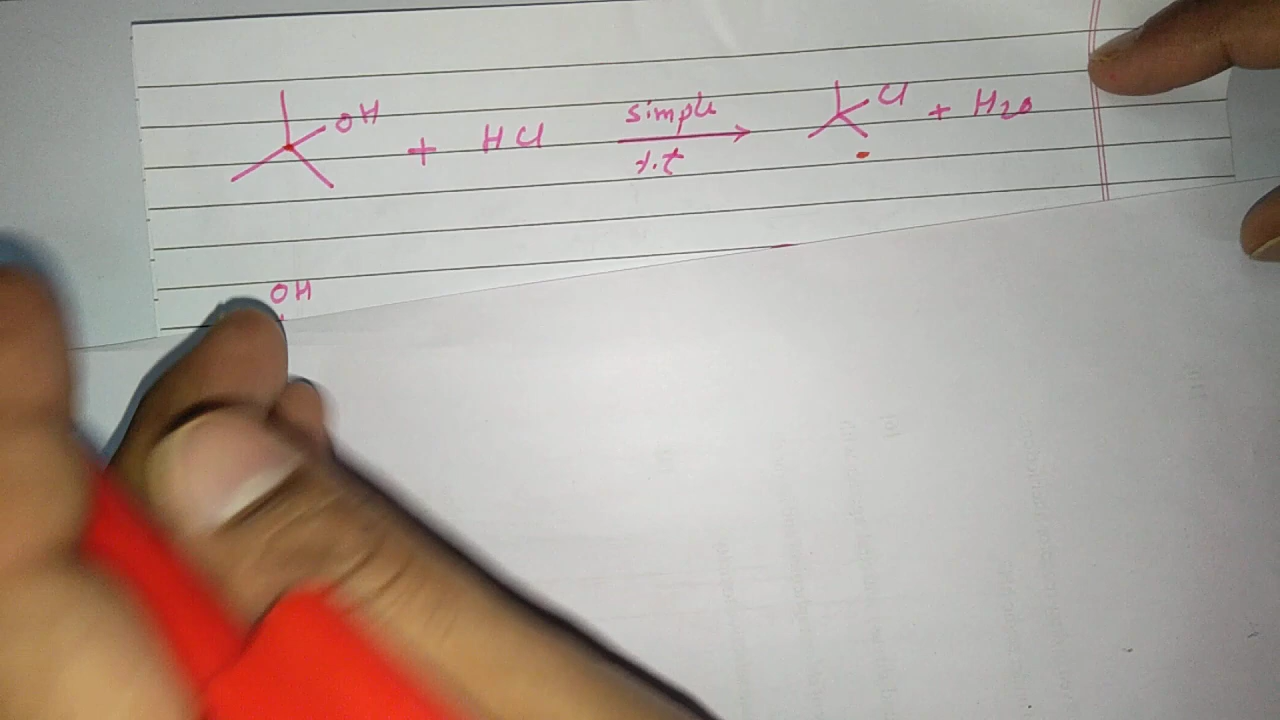 OH + HCl simple r.t Cl + H2O
OH